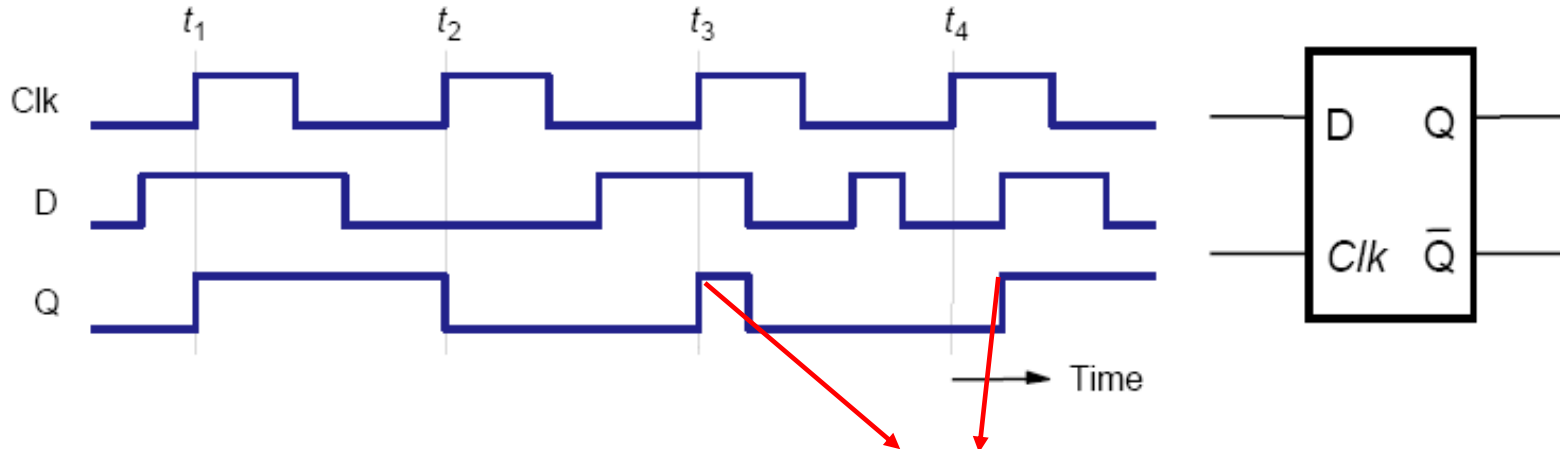 t1 t2 t3 t4
Clk
D
Q
Time
D Q
Clk Q̅